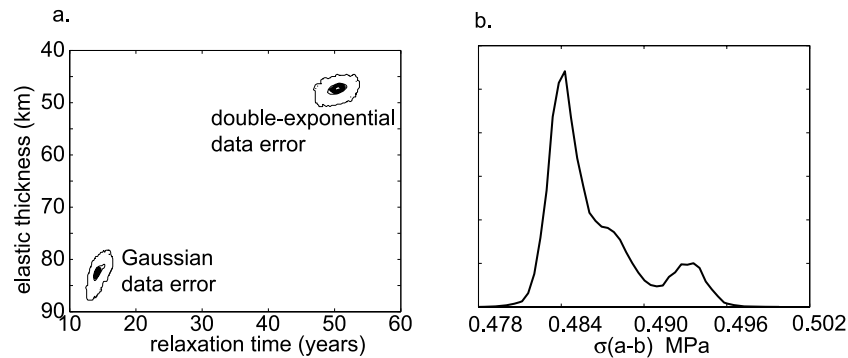 a.
40
50
60
70
80
90
elastic thickness (km)
double-exponential
data error
Gaussian
data error
10 20 30 40 50 60
relaxation time (years)
b.
0.478 0.484 0.490 0.496 0.502
σ(a-b) MPa